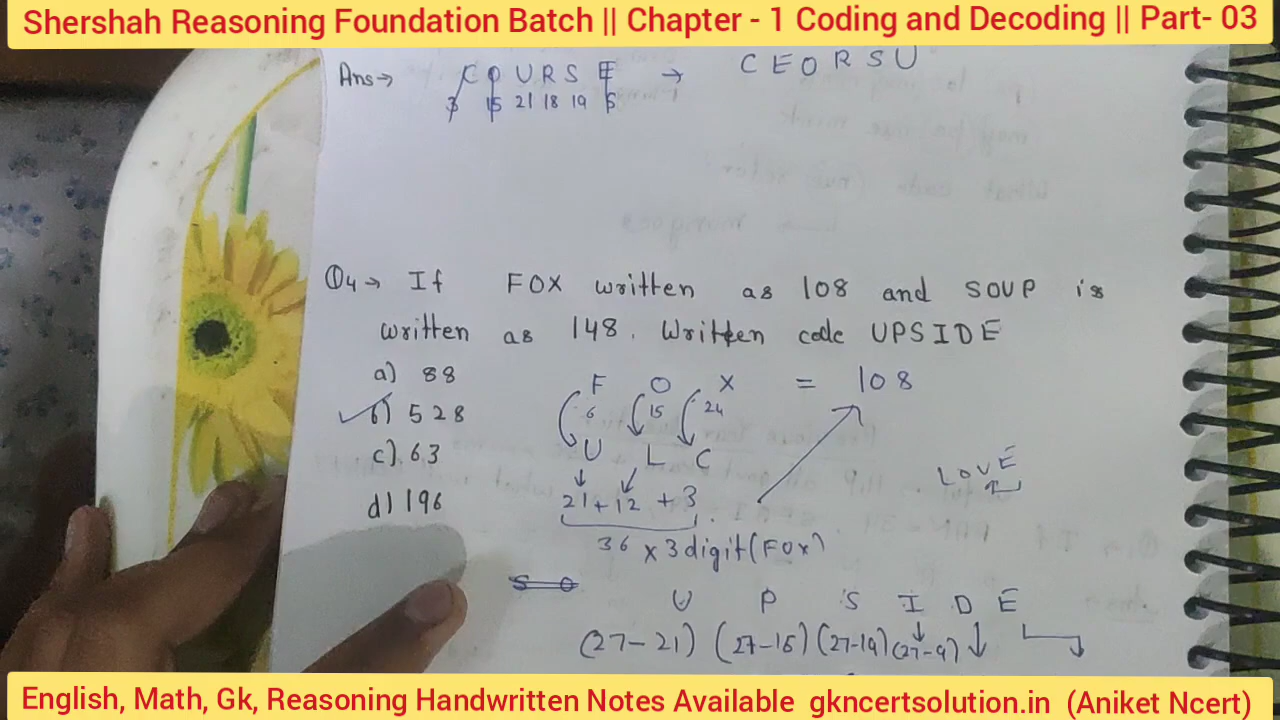 Shershah Reasoning Foundation Batch || Chapter - 1 Coding and Decoding || Part- 03
Ans→ C O U R S E → C E O R S U
3 15 21 18 19 5
Q4→ If FOX written as 108 and SOUP is
written as 148. Written code UPSIDE
a) 88
b) 528
c) 63
d) 196
F O X = 108
6 15 24
U L C
21+12+3
36 x 3 digit (FOX)
LOVE
S O
U P S I D E
(27-21) (27-16) (27-19) (27-9)
English, Math, Gk, Reasoning Handwritten Notes Available gkncertsolution.in (Aniket Ncert)